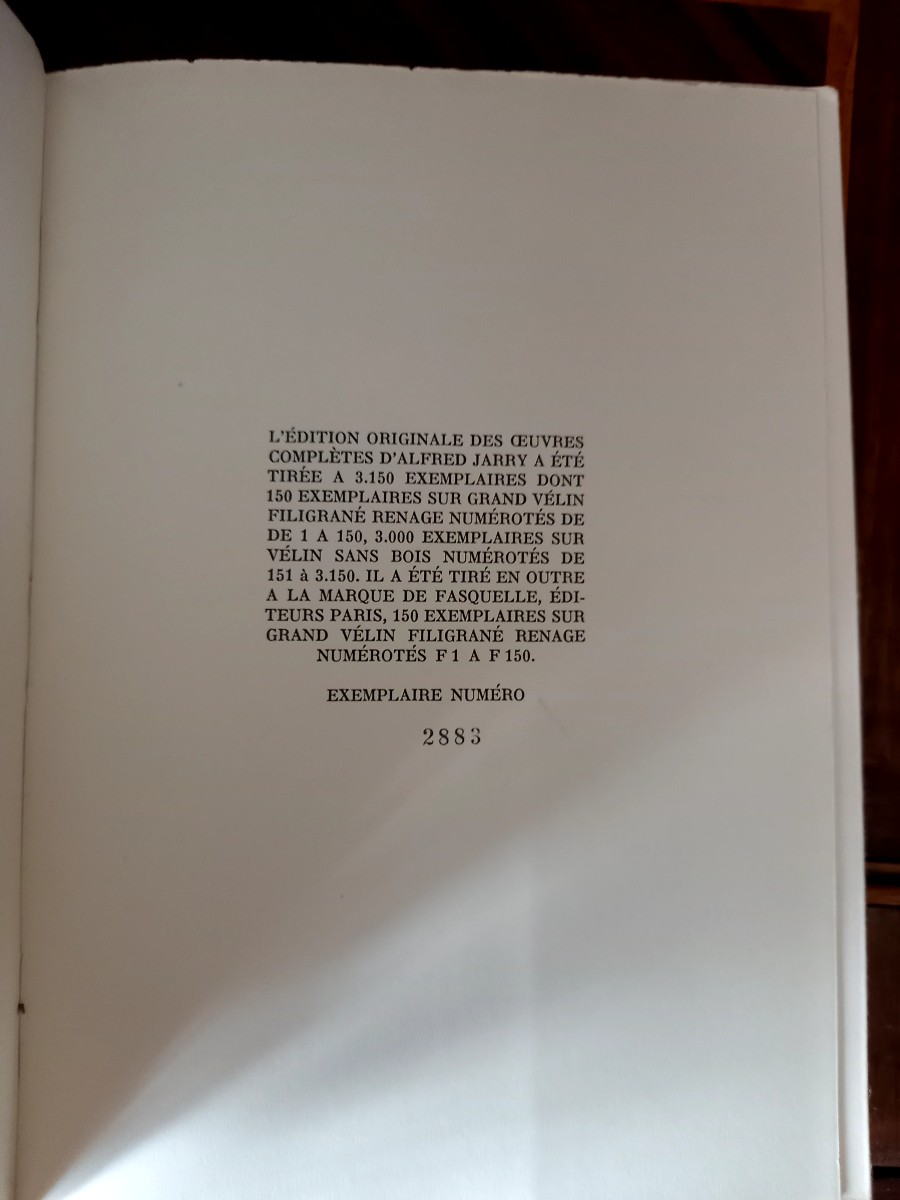 L'ÉDITION ORIGINALE DES ŒUVRES
COMPLÈTES D'ALFRED JARRY A ÉTÉ
TIRÉE A 3.150 EXEMPLAIRES DONT
150 EXEMPLAIRES SUR GRAND VÉLIN
FILIGRANÉ RENAGE NUMÉROTÉS DE
DE 1 A 150, 3.000 EXEMPLAIRES SUR
VÉLIN SANS BOIS NUMÉROTÉS DE
151 à 3.150. IL A ÉTÉ TIRÉ EN OUTRE
A LA MARQUE DE FASQUELLE, ÉDI-
TEURS PARIS, 150 EXEMPLAIRES SUR
GRAND VÉLIN FILIGRANÉ RENAGE
NUMÉROTÉS F 1 A F 150.
EXEMPLAIRE NUMÉRO
2883